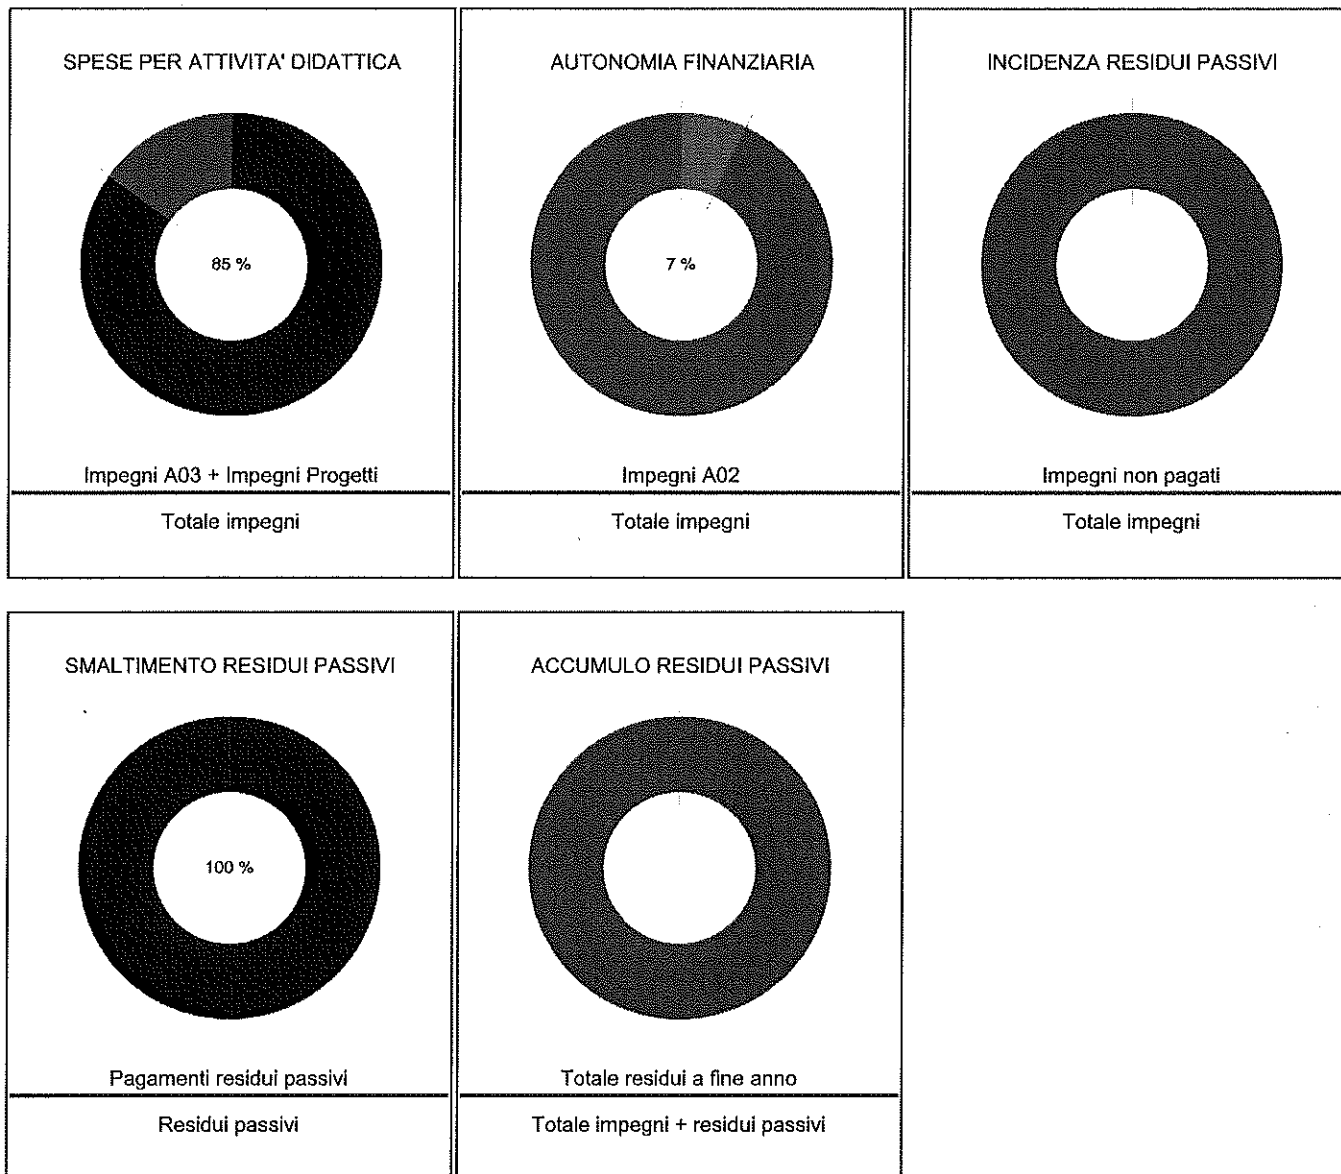 SPESE PER ATTIVITA' DIDATTICA
85 %
Impegni A03 + Impegni Progetti
Totale impegni
AUTONOMIA FINANZIARIA
7 %
Impegni A02
Totale impegni
INCIDENZA RESIDUI PASSIVI
Impegni non pagati
Totale impegni
SMALTIMENTO RESIDUI PASSIVI
100 %
Pagamenti residui passivi
Residui passivi
ACCUMULO RESIDUI PASSIVI
Totale residui a fine anno
Totale impegni + residui passivi